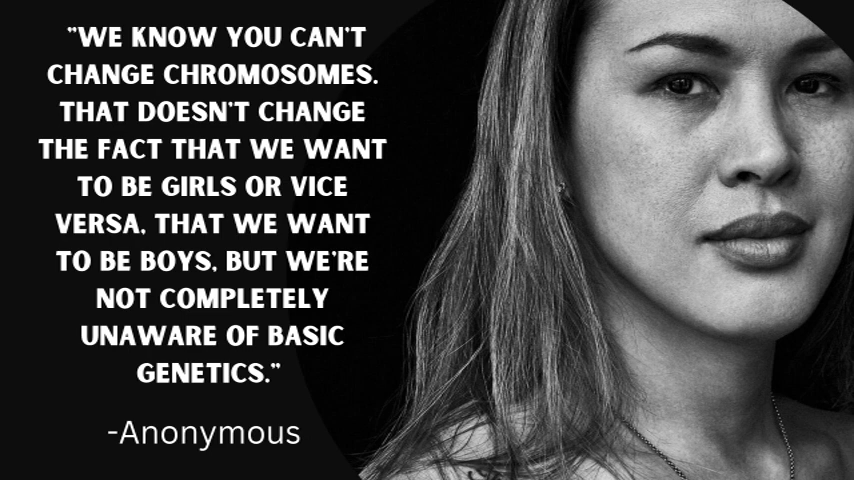 "WE KNOW YOU CAN'T
CHANGE CHROMOSOMES.
THAT DOESN'T CHANGE
THE FACT THAT WE WANT
TO BE GIRLS OR VICE
VERSA, THAT WE WANT
TO BE BOYS, BUT WE'RE
NOT COMPLETELY
UNAWARE OF BASIC
GENETICS."
-Anonymous